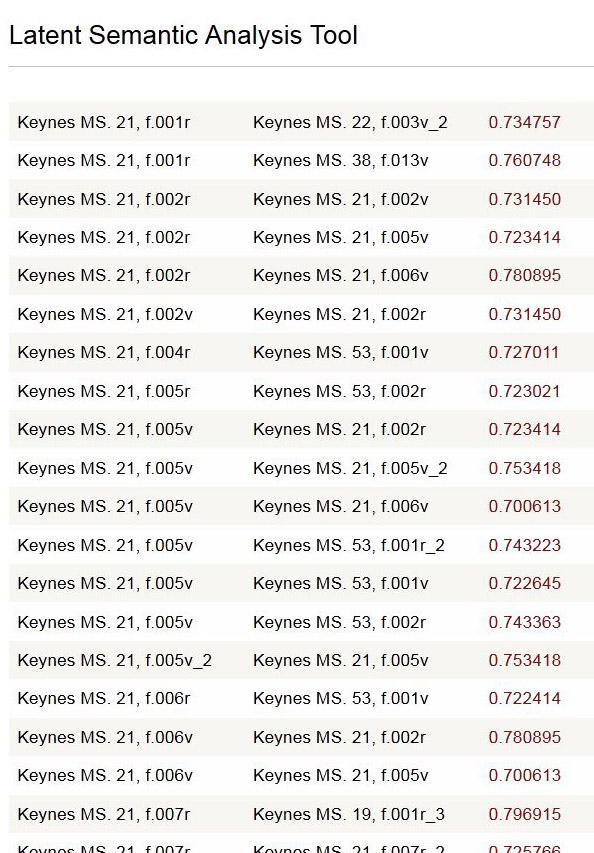 Latent Semantic Analysis Tool
Keynes MS. 21, f.001r Keynes MS. 22, f.003v_2 0.734757
Keynes MS. 21, f.001r Keynes MS. 38, f.013v 0.760748
Keynes MS. 21, f.002r Keynes MS. 21, f.002v 0.731450
Keynes MS. 21, f.002r Keynes MS. 21, f.005v 0.723414
Keynes MS. 21, f.002r Keynes MS. 21, f.006v 0.780895
Keynes MS. 21, f.002v Keynes MS. 21, f.002r 0.731450
Keynes MS. 21, f.004r Keynes MS. 53, f.001v 0.727011
Keynes MS. 21, f.005r Keynes MS. 53, f.002r 0.723021
Keynes MS. 21, f.005v Keynes MS. 21, f.002r 0.723414
Keynes MS. 21, f.005v Keynes MS. 21, f.005v_2 0.753418
Keynes MS. 21, f.005v Keynes MS. 21, f.006v 0.700613
Keynes MS. 21, f.005v Keynes MS. 53, f.001r_2 0.743223
Keynes MS. 21, f.005v Keynes MS. 53, f.001v 0.722645
Keynes MS. 21, f.005v Keynes MS. 53, f.002r 0.743363
Keynes MS. 21, f.005v_2 Keynes MS. 21, f.005v 0.753418
Keynes MS. 21, f.006r Keynes MS. 53, f.001v 0.722414
Keynes MS. 21, f.006v Keynes MS. 21, f.002r 0.780895
Keynes MS. 21, f.006v Keynes MS. 21, f.005v 0.700613
Keynes MS. 21, f.007r Keynes MS. 19, f.001r_3 0.796915
Keynes MS. 21, f.007r Keynes MS. 21, f.007r_2 0.725766